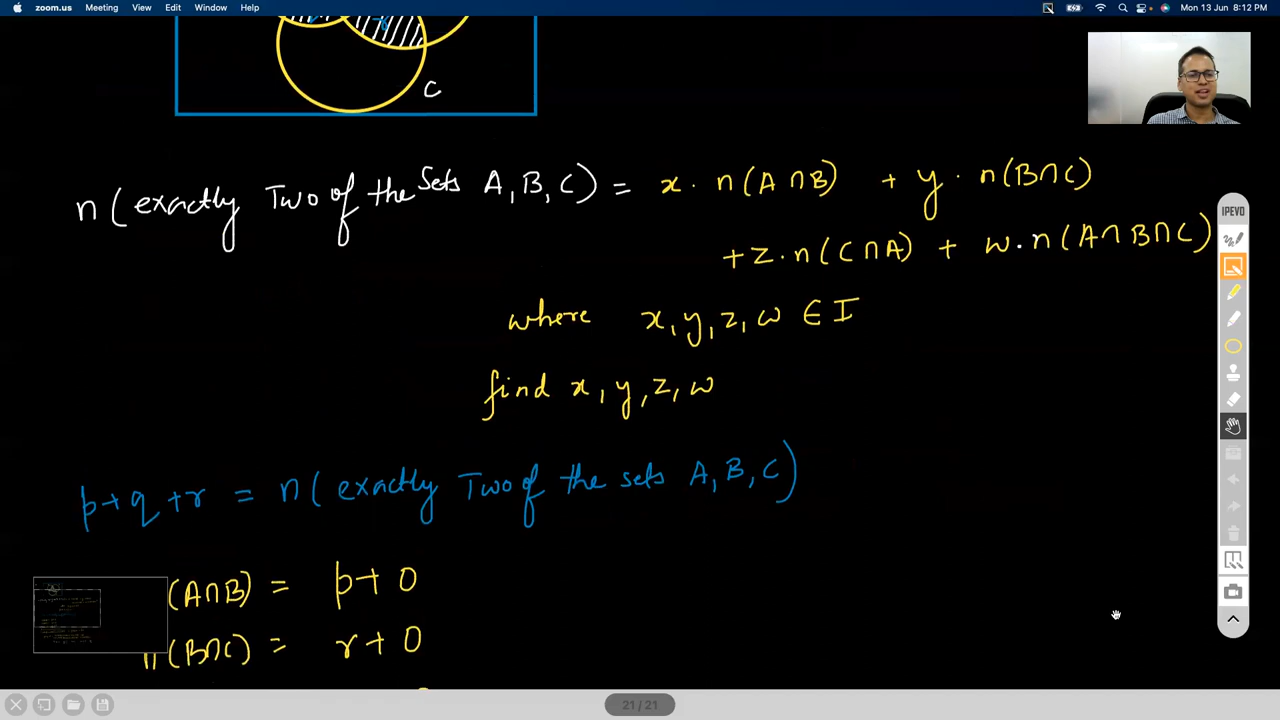 zoom.us Meeting View Edit Window Help Mon 13 Jun 8:12 PM
C
n(exactly Two of the Sets A, B, C) = x. n(A ∩ B) + y. n(B∩C)
+ z. n(C ∩ A) + w. n(A ∩ B ∩ C)
where x, y, z, w ∈ I
find x, y, z, w
p+q+r = n(exactly Two of the sets A, B, C)
(A∩B) = p+0
n(B∩C) = r+0
IPEVO
21 / 21